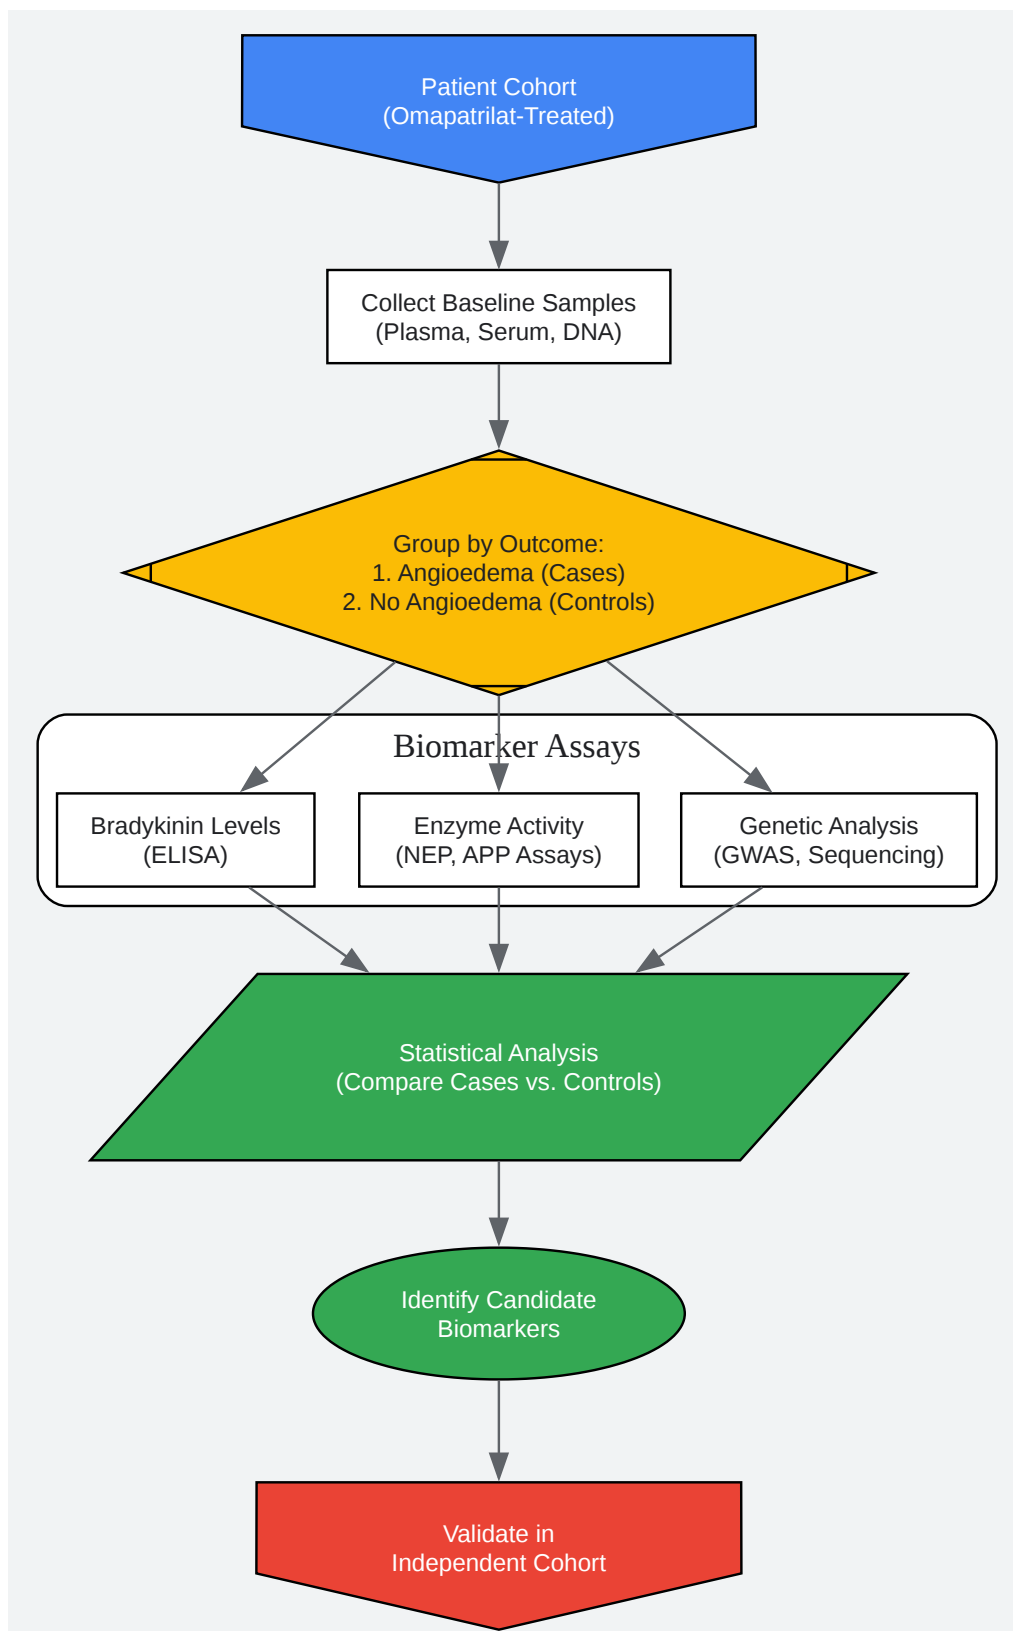 Patient Cohort
(Omapatrilat-Treated)
Collect Baseline Samples
(Plasma, Serum, DNA)
Group by Outcome:
1. Angioedema (Cases)
2. No Angioedema (Controls)
Biomarker Assays
Bradykinin Levels
(ELISA)
Enzyme Activity
(NEP, APP Assays)
Genetic Analysis
(GWAS, Sequencing)
Statistical Analysis
(Compare Cases vs. Controls)
Identify Candidate
Biomarkers
Validate in
Independent Cohort